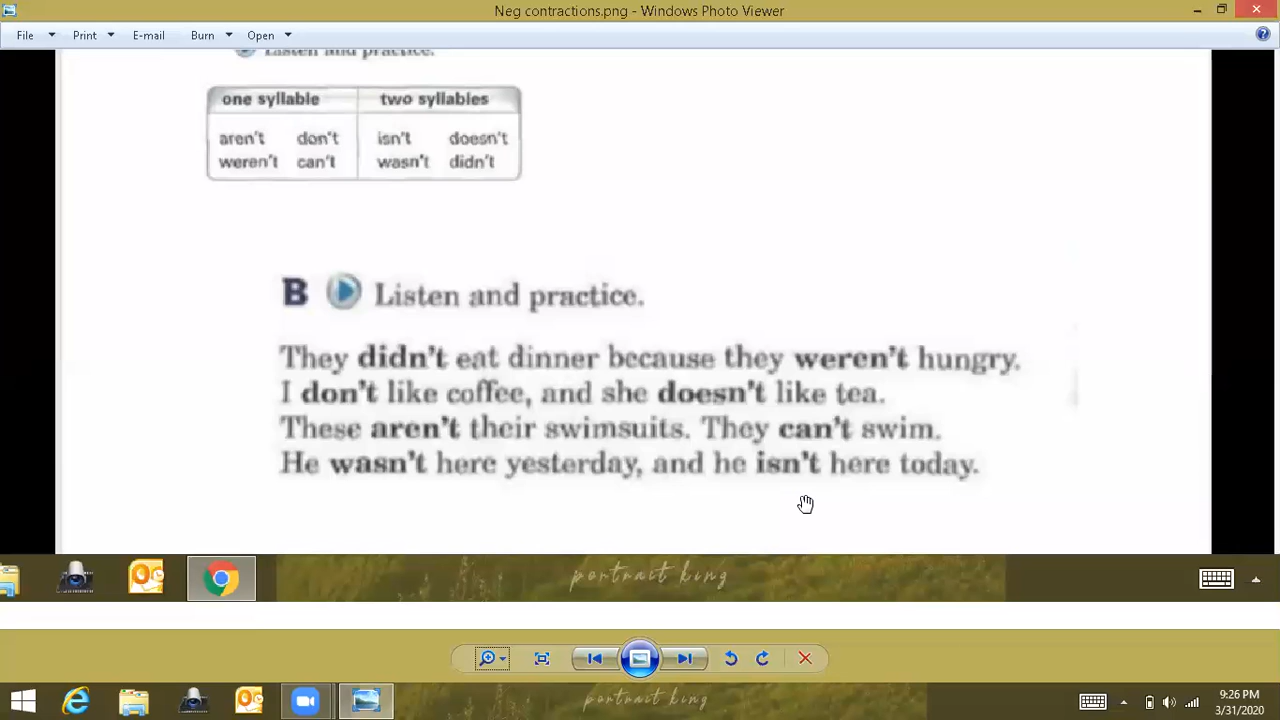 Neg contractions.png - Windows Photo Viewer
File Print E-mail Burn Open
Listen and practice.
one syllable two syllables
aren't don't isn't doesn't
weren't can't wasn't didn't
B Listen and practice.
They didn't eat dinner because they weren't hungry.
I don't like coffee, and she doesn't like tea.
These aren't their swimsuits. They can't swim.
He wasn't here yesterday, and he isn't here today.
portrait king
portrait king
9:26 PM
3/31/2020